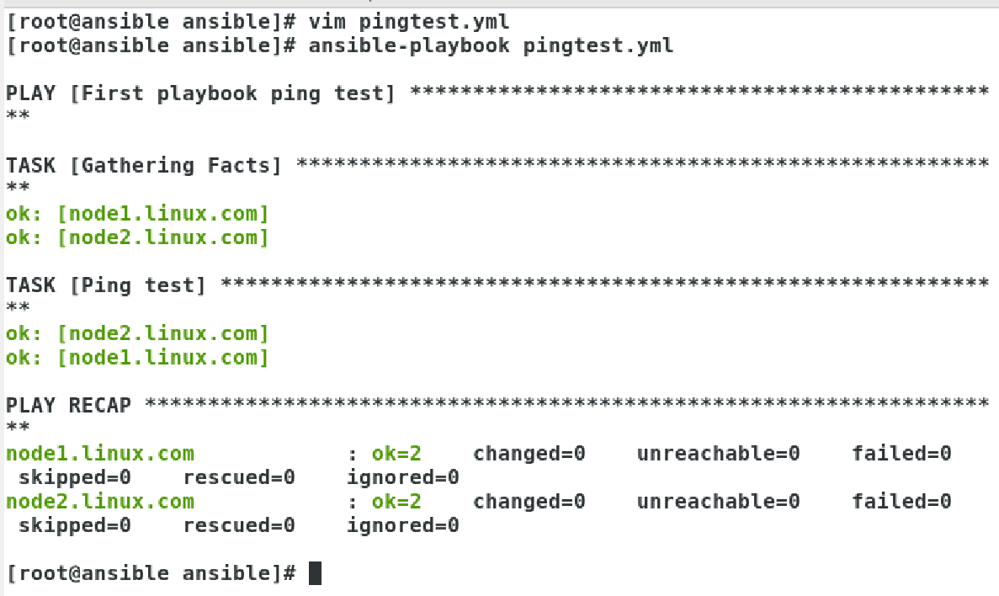 [root@ansible ansible]# vim pingtest.yml
[root@ansible ansible]# ansible-playbook pingtest.yml
PLAY [First playbook ping test] **********************************************
**
TASK [Gathering Facts] *******************************************************
**
ok: [node1.linux.com]
ok: [node2.linux.com]
TASK [Ping test] *************************************************************
**
ok: [node2.linux.com]
ok: [node1.linux.com]
PLAY RECAP *******************************************************************
**
node1.linux.com            : ok=2    changed=0    unreachable=0    failed=0
 skipped=0    rescued=0    ignored=0
node2.linux.com            : ok=2    changed=0    unreachable=0    failed=0
 skipped=0    rescued=0    ignored=0
[root@ansible ansible]#